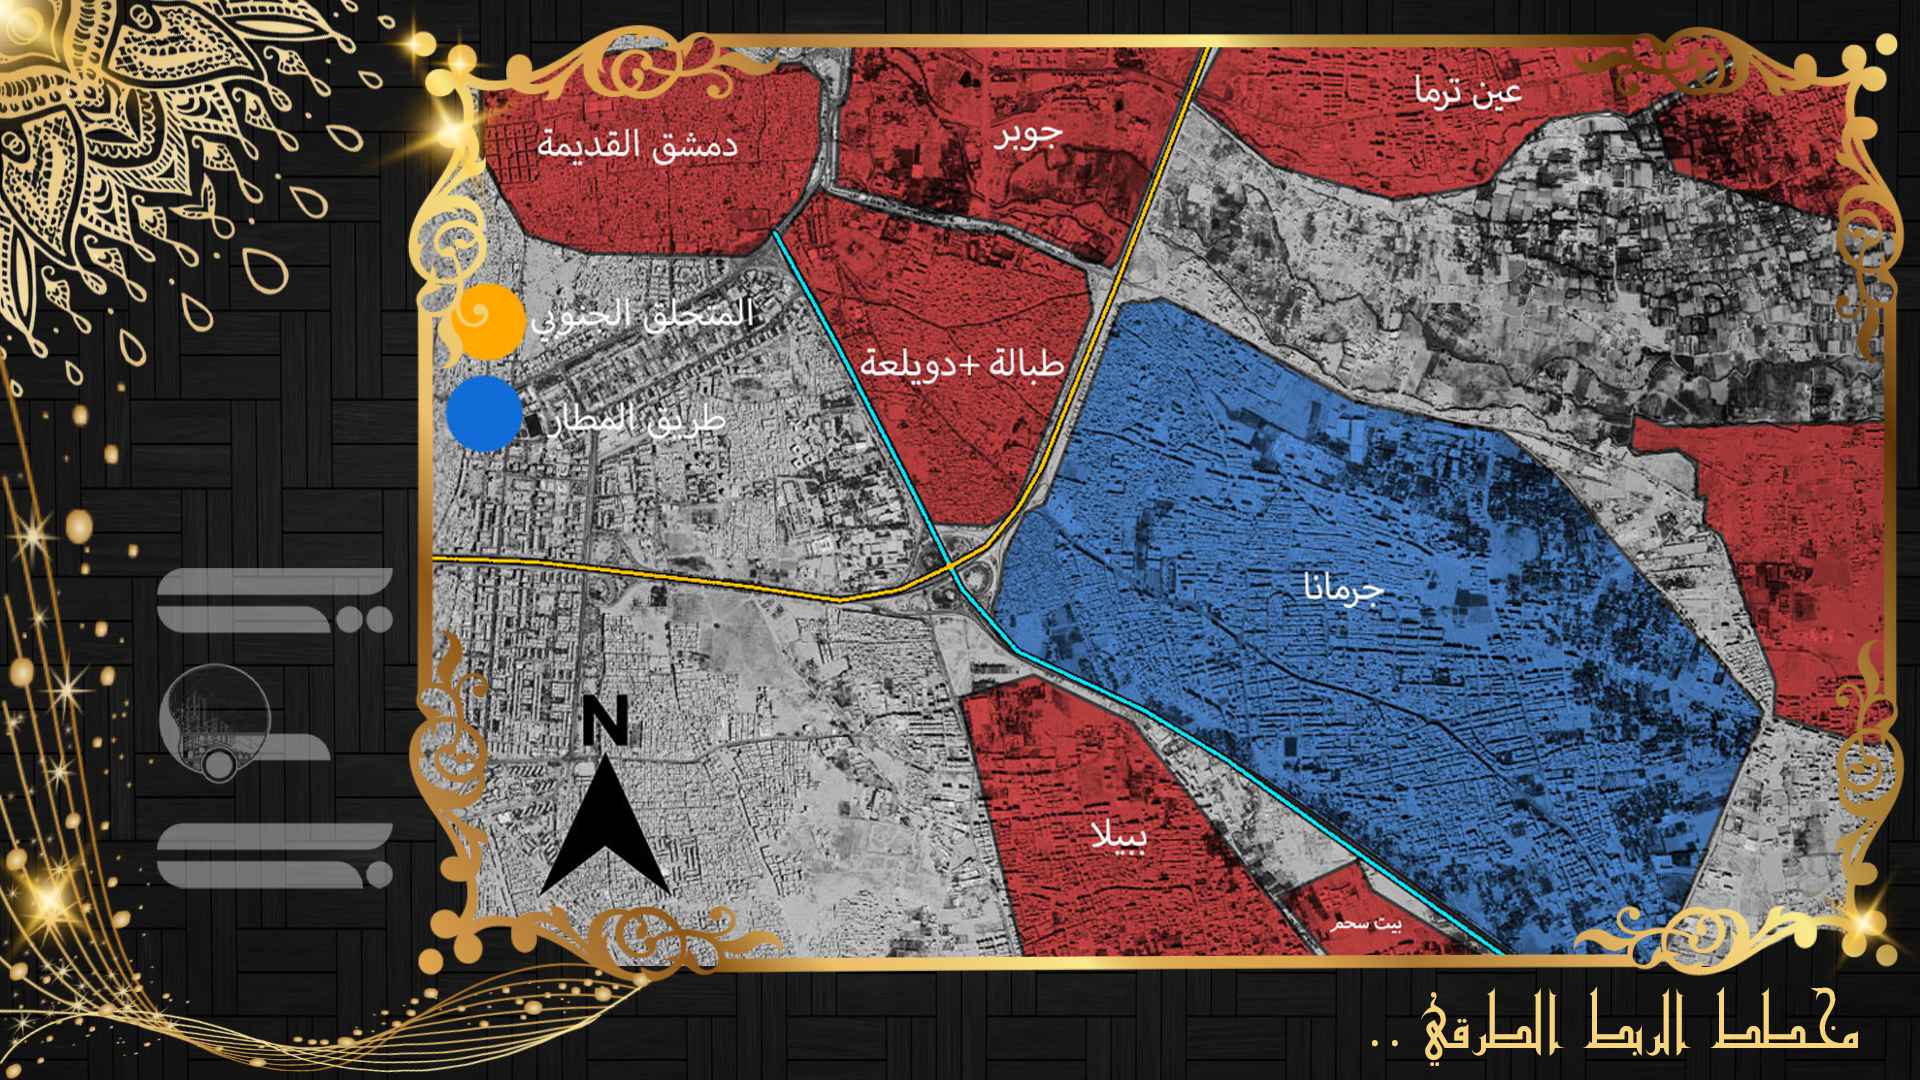 عين ترما
جوبر
دمشق القديمة
المتحلق الجنوبي
طبالة +دويلعة
طريق المطار
جرمانا
N
ببيلا
بيت سحم
مخطط الربط الطرقي ..